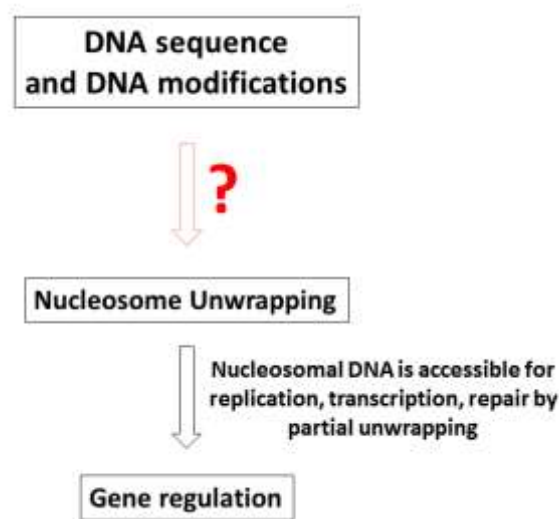 DNA sequence
and DNA modifications
?
Nucleosome Unwrapping
Nucleosomal DNA is accessible for
replication, transcription, repair by
partial unwrapping
Gene regulation